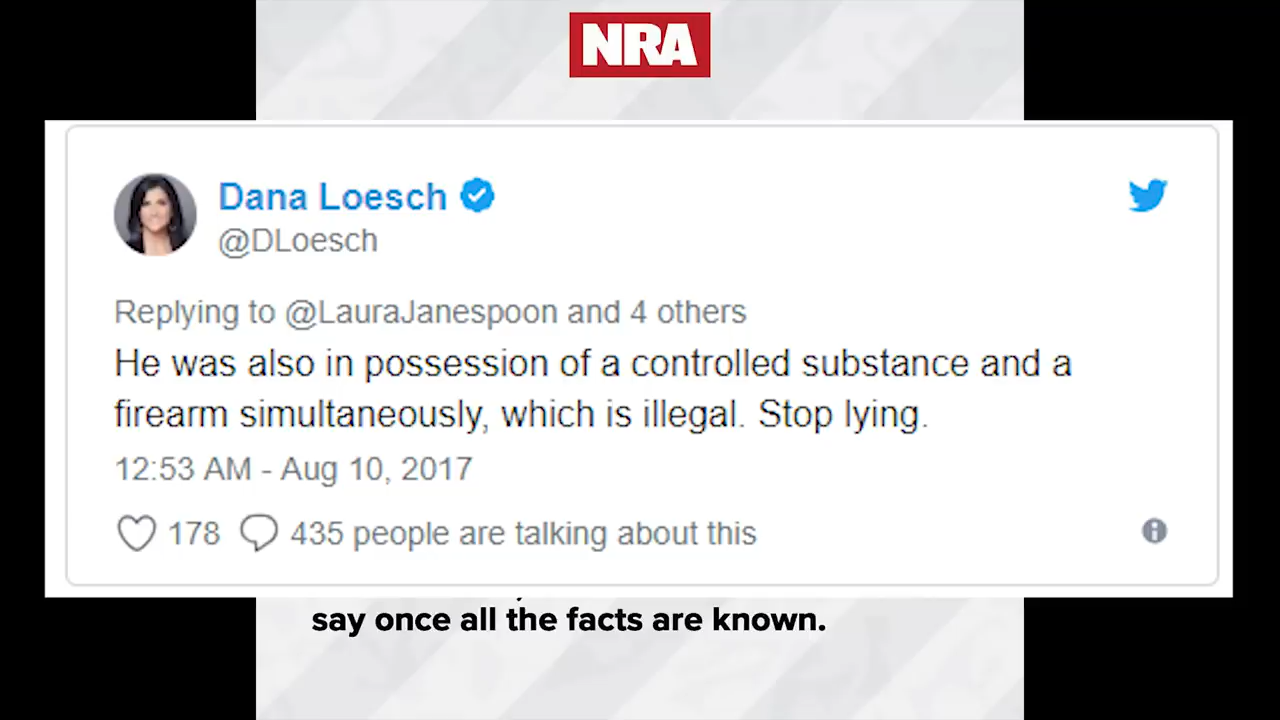 NRA
Dana Loesch
@DLoesch
Replying to @LauraJanespoon and 4 others
He was also in possession of a controlled substance and a
firearm simultaneously, which is illegal. Stop lying.
12:53 AM - Aug 10, 2017
178 435 people are talking about this
say once all the facts are known.